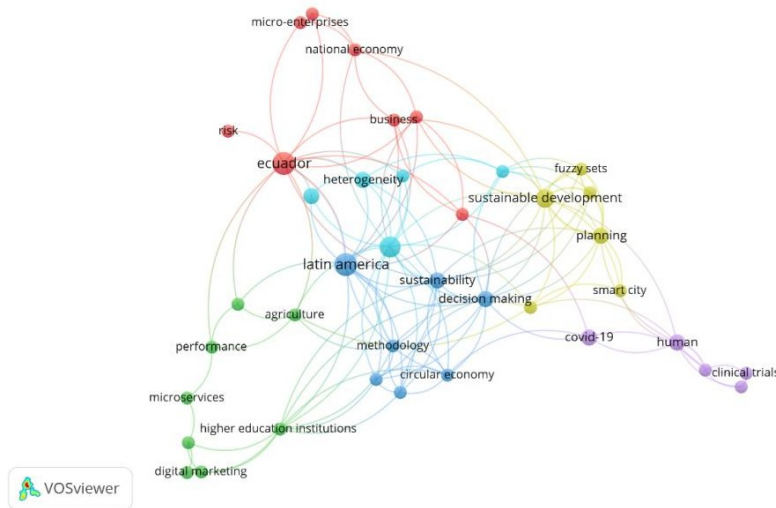 micro-enterprises
national economy
business
risk
ecuador
heterogeneity
fuzzy sets
sustainable development
planning
latin america
sustainability
decision making
smart city
agriculture
performance
methodology
covid-19
human
circular economy
clinical trials
microservices
higher education institutions
digital marketing
VOSviewer